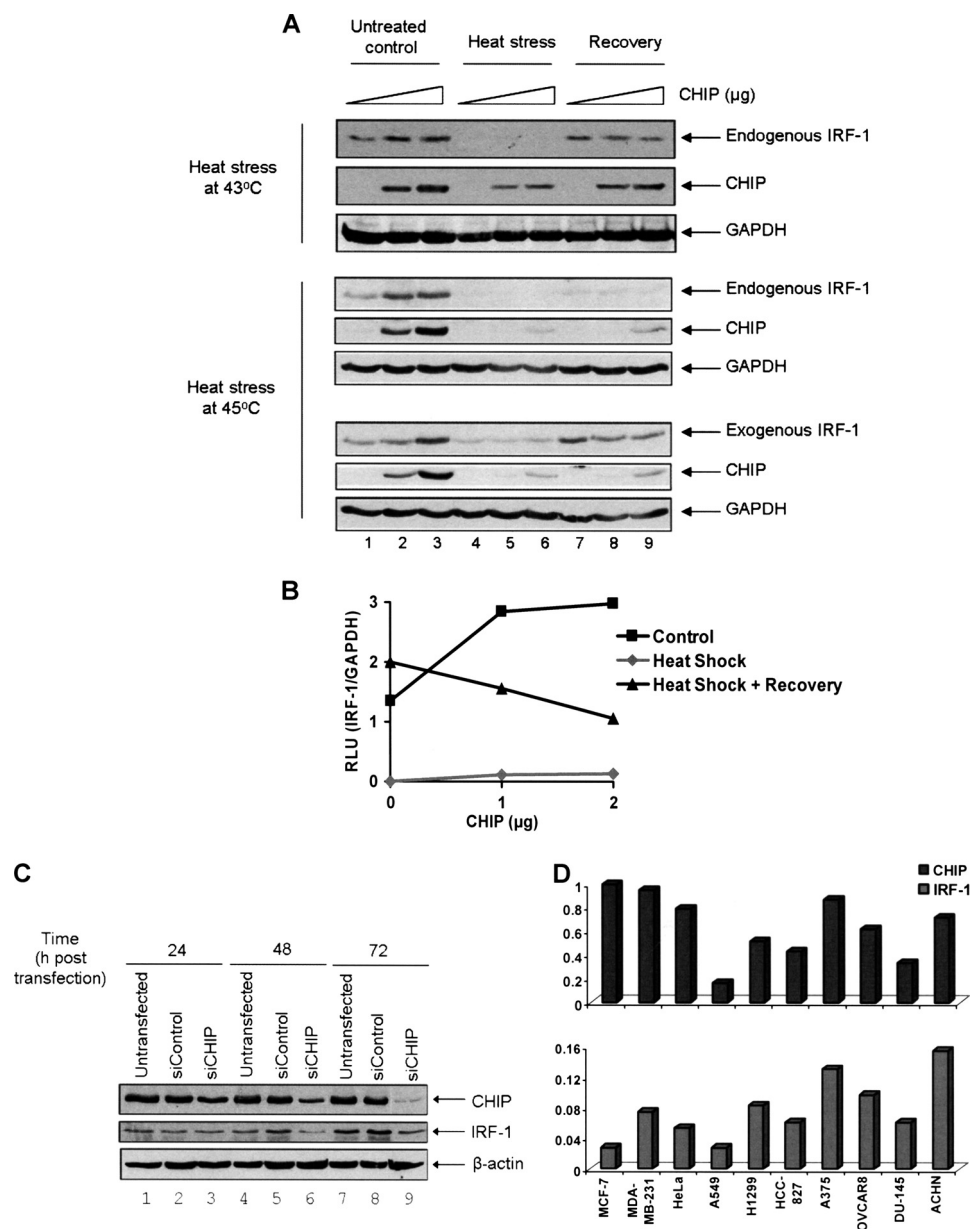 A
Untreated
control
Heat stress
Recovery
CHIP (µg)
Heat stress
at 43ºC
Endogenous IRF-1
CHIP
GAPDH
Heat stress
at 45ºC
Endogenous IRF-1
CHIP
GAPDH
Exogenous IRF-1
CHIP
GAPDH
1 2 3 4 5 6 7 8 9
B
RLU (IRF-1/GAPDH)
3
2
1
0
0 1 2
CHIP (µg)
Control
Heat Shock
Heat Shock + Recovery
C
Time
(h post
transfection)
24 48 72
Untransfected
siControl
siCHIP
Untransfected
siControl
siCHIP
Untransfected
siControl
siCHIP
CHIP
IRF-1
β-actin
1 2 3 4 5 6 7 8 9
D
CHIP
IRF-1
1
0.8
0.6
0.4
0.2
0
0.16
0.12
0.08
0.04
0
MCF-7
MDA-
MB-231
HeLa
A549
H1299
HCC-
827
A375
OVCAR8
DU-145
ACHN